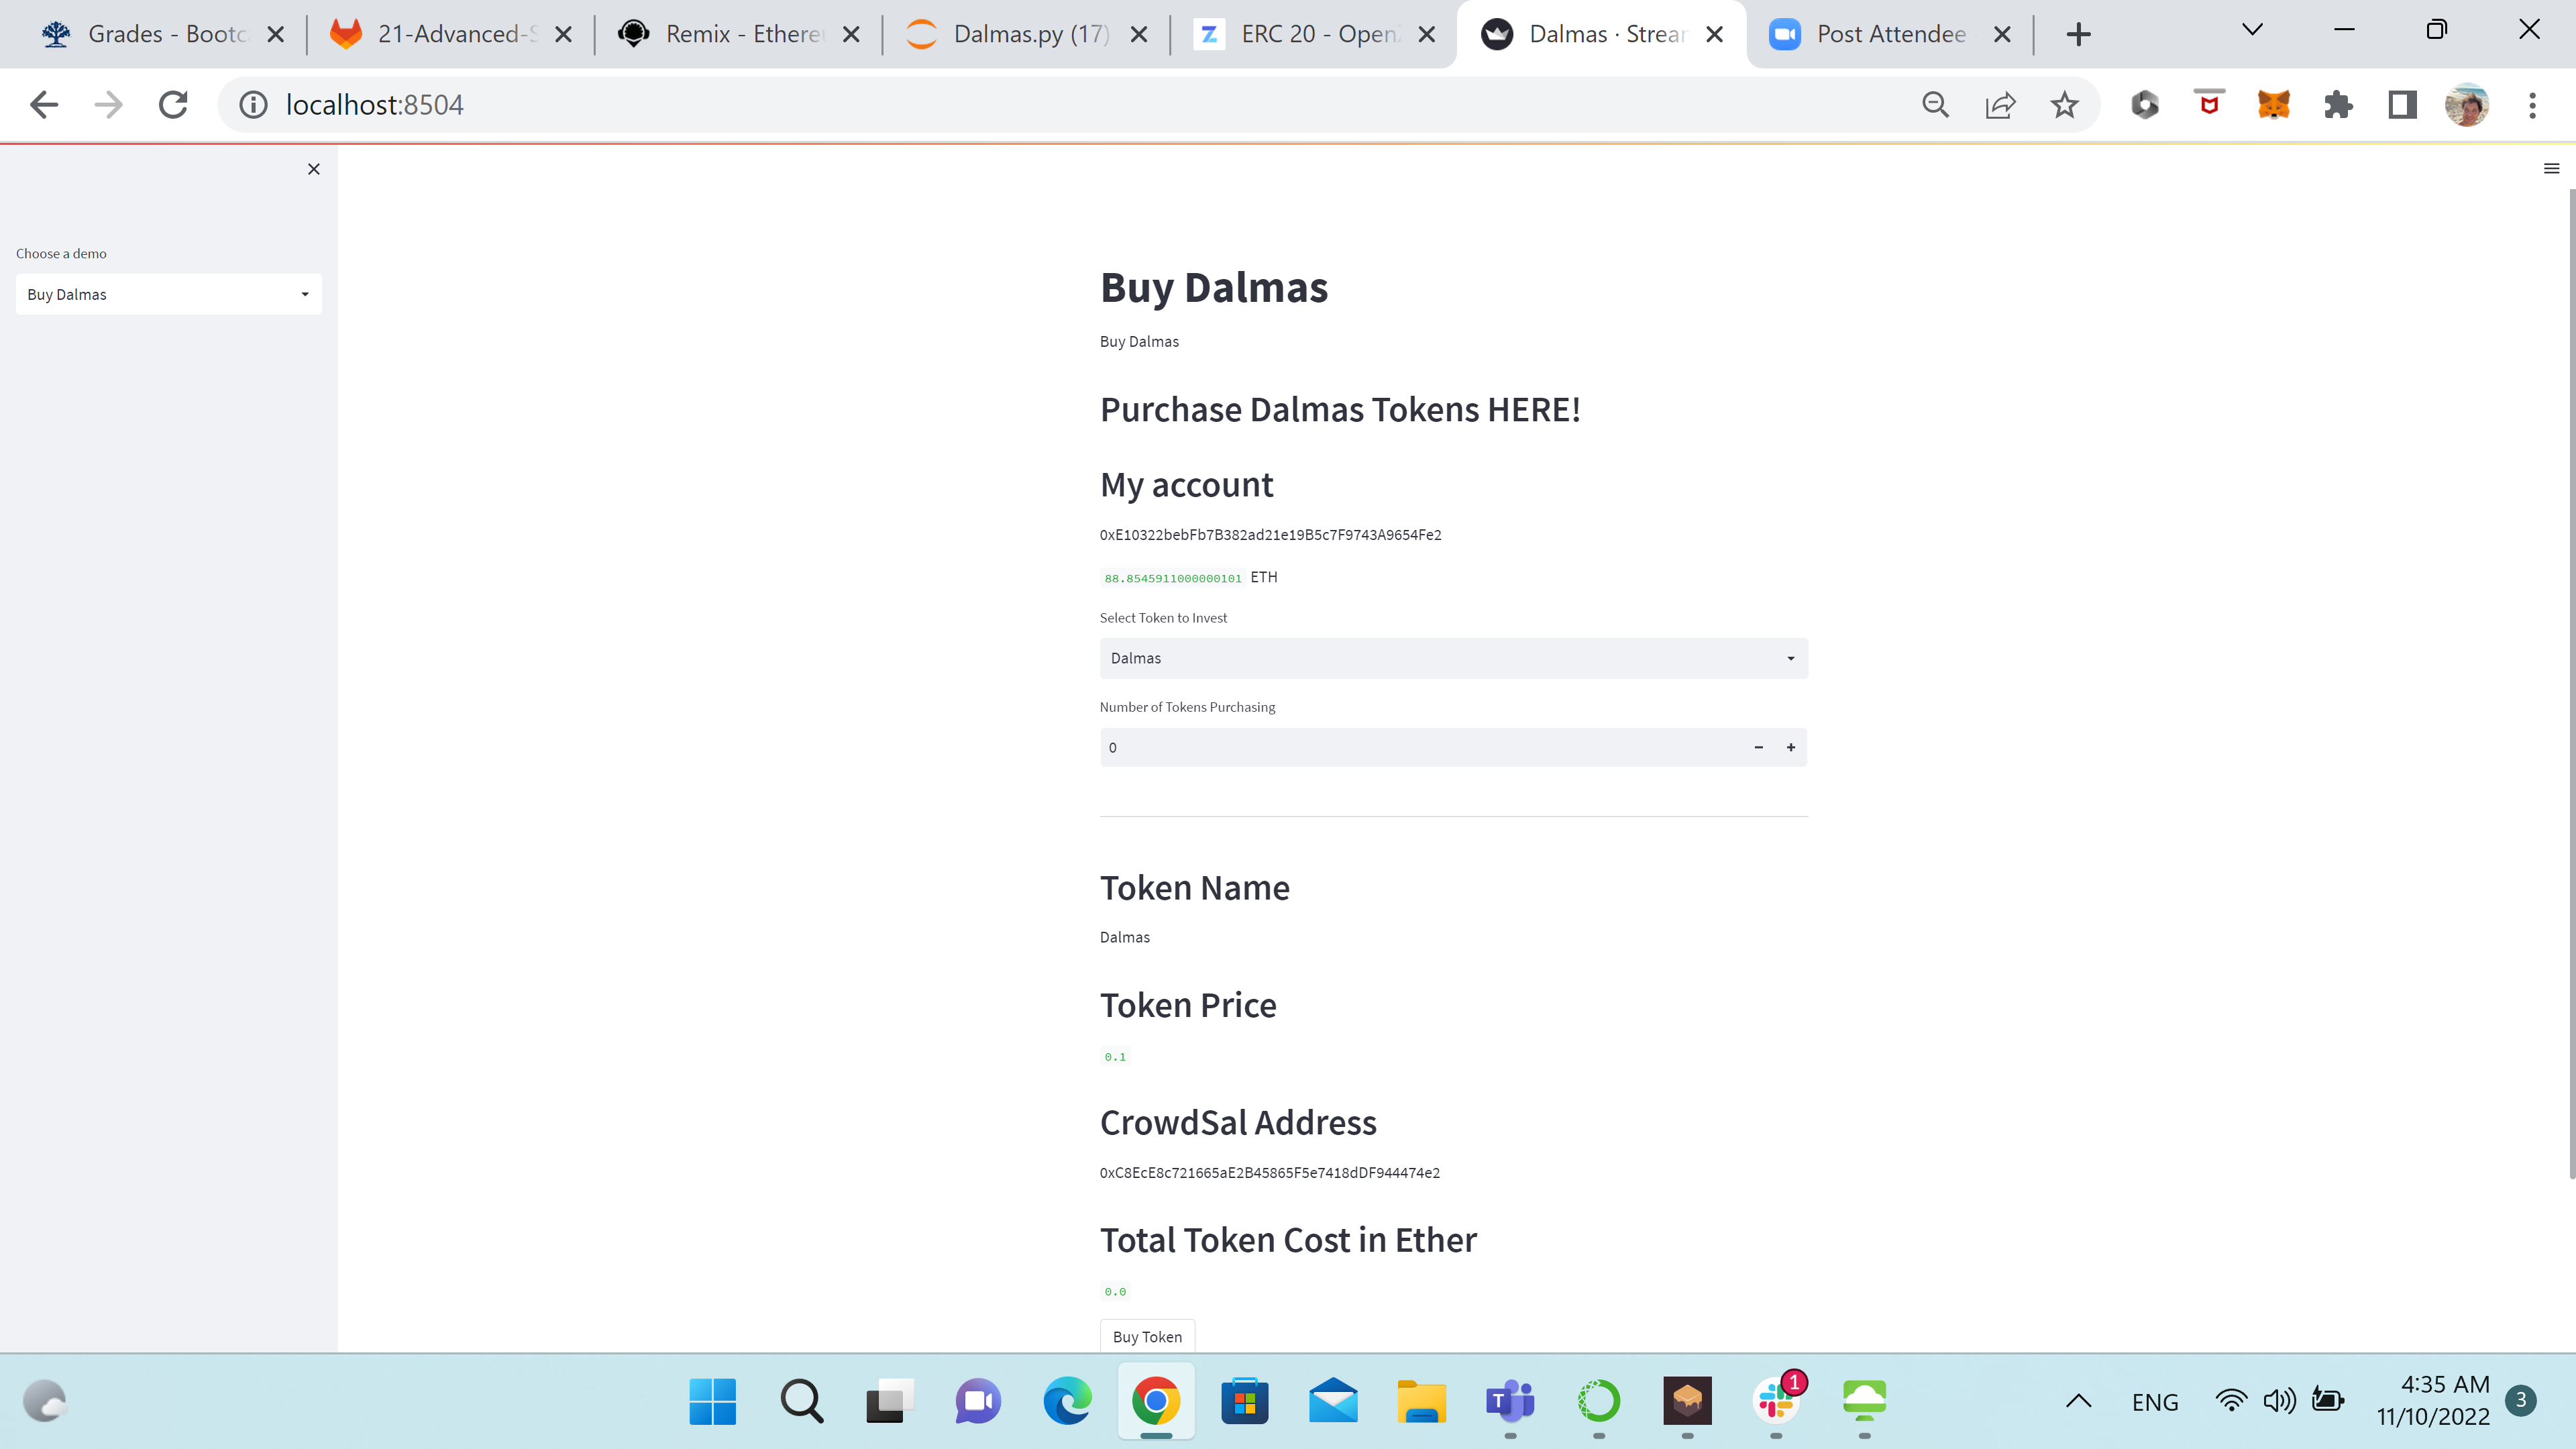 Grades - Bootc
21-Advanced-S
Remix - Ethere
Dalmas.py (17)
ERC 20 - Open
Dalmas · Strear
Post Attendee
localhost:8504
Choose a demo
Buy Dalmas
Buy Dalmas
Buy Dalmas
Purchase Dalmas Tokens HERE!
My account
0xE10322bebFb7B382ad21e19B5c7F9743A9654Fe2
88.8545911000000101 ETH
Select Token to Invest
Dalmas
Number of Tokens Purchasing
0
Token Name
Dalmas
Token Price
0.1
CrowdSal Address
0xC8EcE8c721665aE2B45865F5e7418dDF944474e2
Total Token Cost in Ether
0.0
Buy Token
1
ENG
4:35 AM
11/10/2022
3